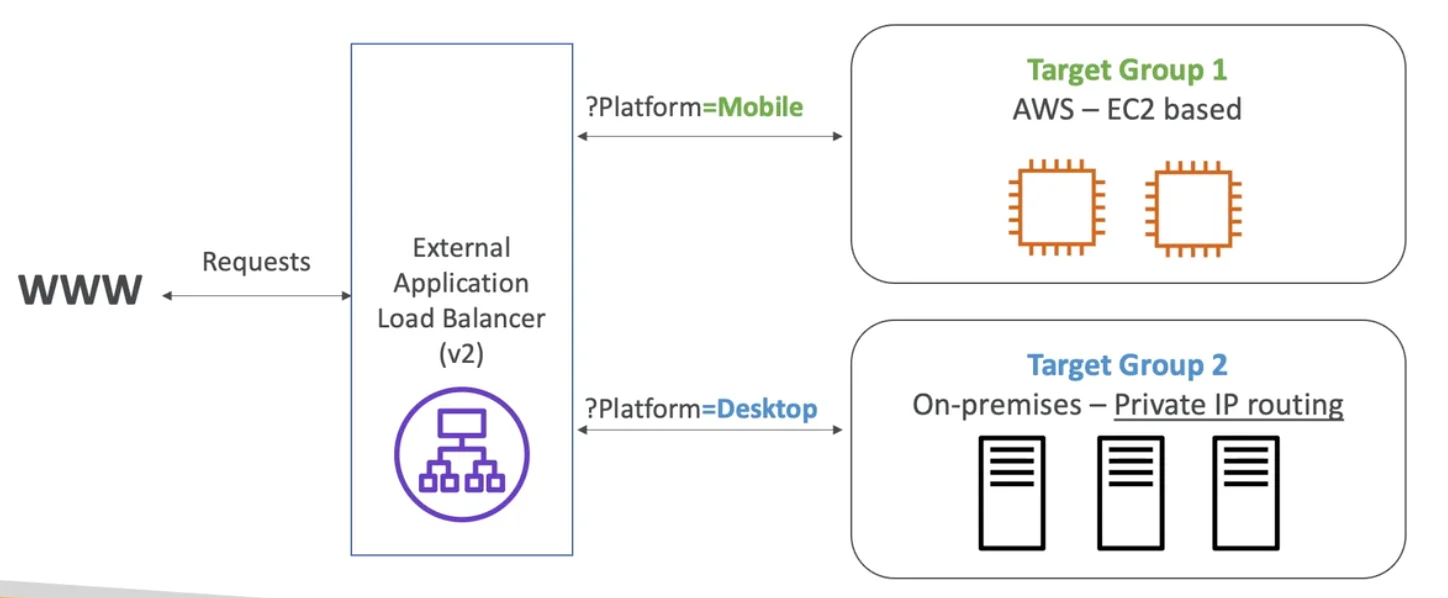 WWW
Requests
External
Application
Load Balancer
(v2)
?Platform=Mobile
Target Group 1
AWS – EC2 based
?Platform=Desktop
Target Group 2
On-premises – Private IP routing